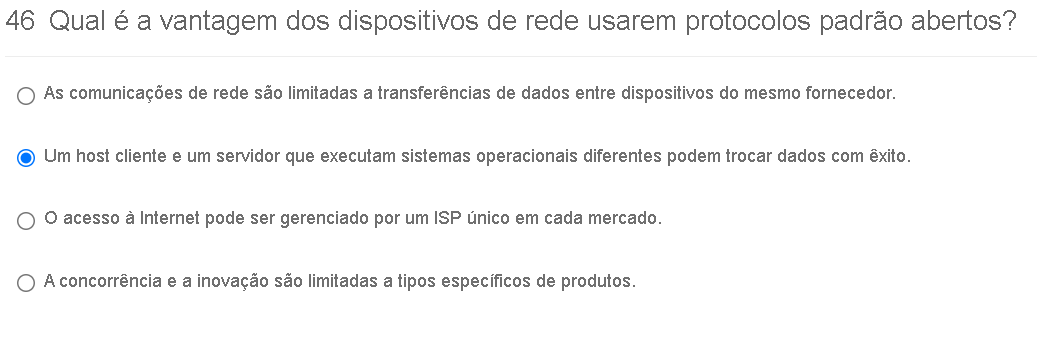 46 Qual é a vantagem dos dispositivos de rede usarem protocolos padrão abertos?
As comunicações de rede são limitadas a transferências de dados entre dispositivos do mesmo fornecedor.
Um host cliente e um servidor que executam sistemas operacionais diferentes podem trocar dados com êxito.
O acesso à Internet pode ser gerenciado por um ISP único em cada mercado.
A concorrência e a inovação são limitadas a tipos específicos de produtos.